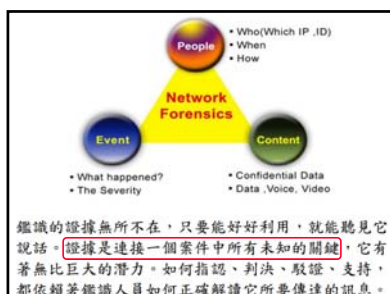 People
• Who(Which IP ,ID)
• When
• How
Network
Forensics
Event
Content
• What happened?
• The Severity
• Confidential Data
• Data ,Voice, Video
鑑識的證據無所不在，只要能好好利用，就能聽見它
說話。證據是連接一個案件中所有未知的關鍵，它有
著無比巨大的潛力。如何指認、判決、駁證、支持，
都依賴著鑑識人員如何正確解讀它所要傳達的訊息。